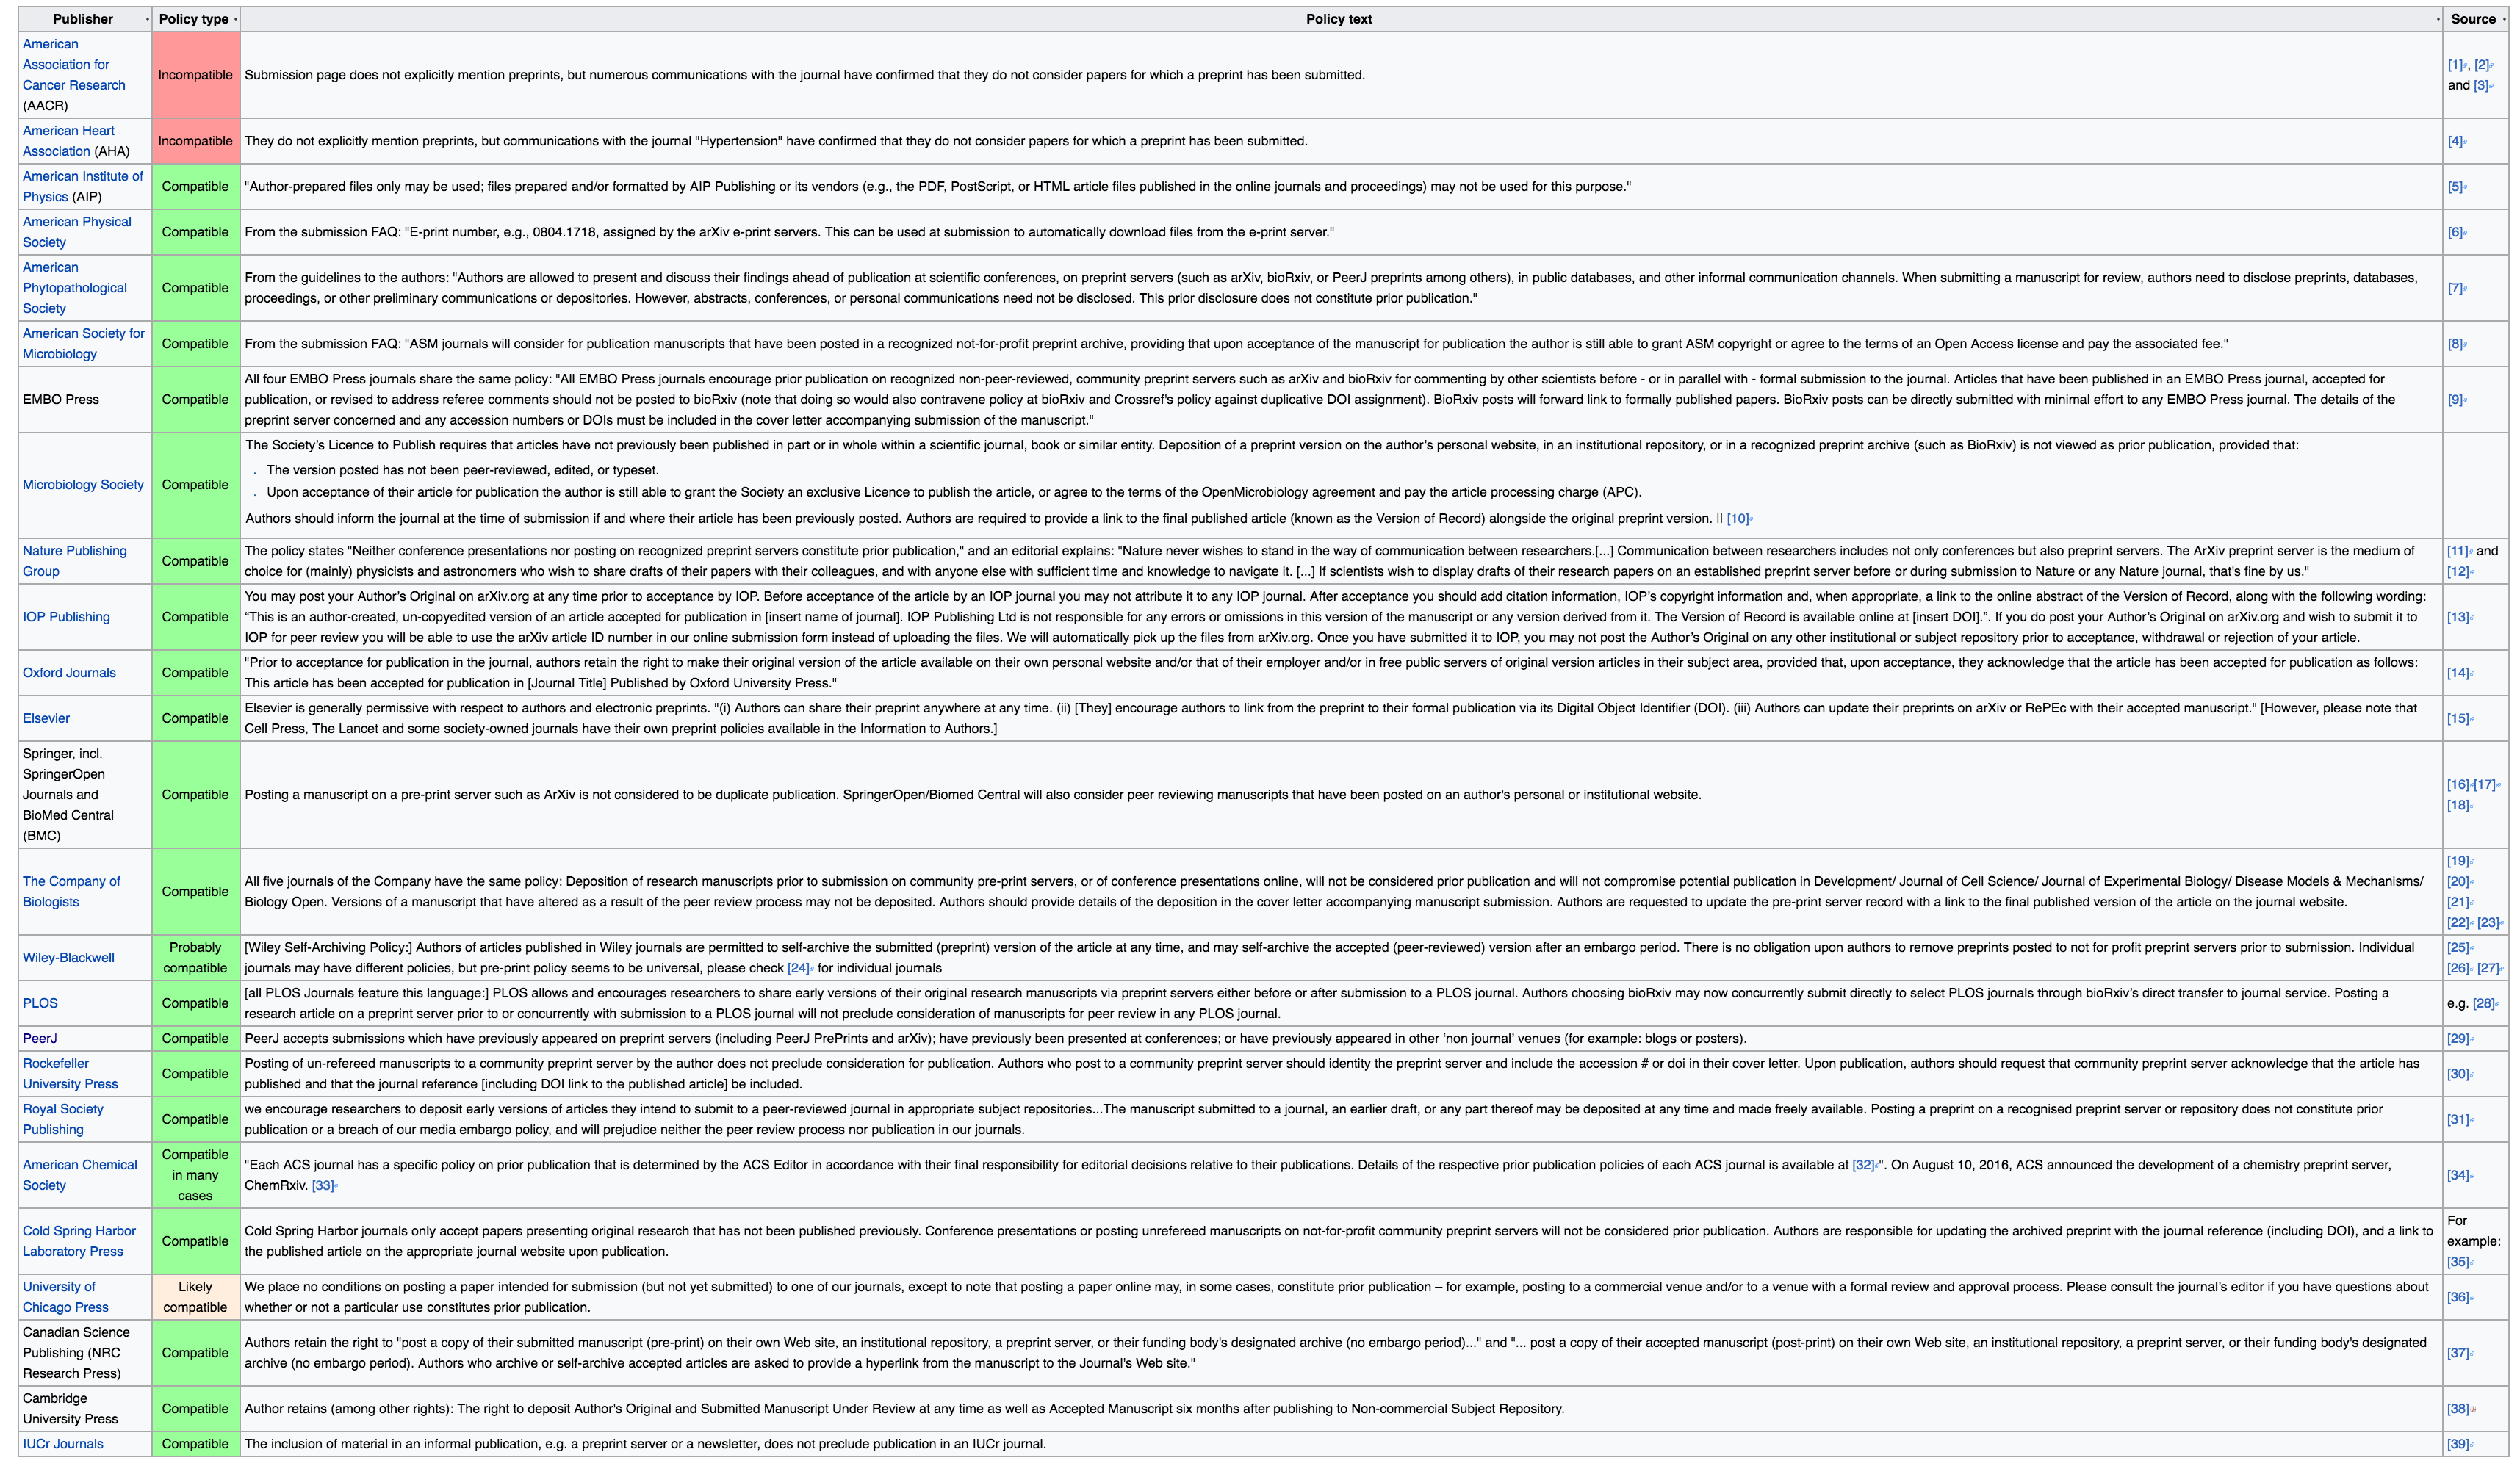 Publisher Policy type Policy text Source
American
Association for
Cancer Research
(AACR)
Incompatible
Submission page does not explicitly mention preprints, but numerous communications with the journal have confirmed that they do not consider papers for which a preprint has been submitted.
[1], [2]
and [3]
American Heart
Association (AHA)
Incompatible
They do not explicitly mention preprints, but communications with the journal "Hypertension" have confirmed that they do not consider papers for which a preprint has been submitted.
[4]
American Institute of
Physics (AIP)
Compatible
"Author-prepared files only may be used; files prepared and/or formatted by AIP Publishing or its vendors (e.g., the PDF, PostScript, or HTML article files published in the online journals and proceedings) may not be used for this purpose."
[5]
American Physical
Society
Compatible
From the submission FAQ: "E-print number, e.g., 0804.1718, assigned by the arXiv e-print servers. This can be used at submission to automatically download files from the e-print server."
[6]
American
Phytopathological
Society
Compatible
From the guidelines to the authors: "Authors are allowed to present and discuss their findings ahead of publication at scientific conferences, on preprint servers (such as arXiv, bioRxiv, or PeerJ preprints among others), in public databases, and other informal communication channels. When submitting a manuscript for review, authors need to disclose preprints, databases,
proceedings, or other preliminary communications or depositories. However, abstracts, conferences, or personal communications need not be disclosed. This prior disclosure does not constitute prior publication."
[7]
American Society for
Microbiology
Compatible
From the submission FAQ: "ASM journals will consider for publication manuscripts that have been posted in a recognized not-for-profit preprint archive, providing that upon acceptance of the manuscript for publication the author is still able to grant ASM copyright or agree to the terms of an Open Access license and pay the associated fee."
[8]
EMBO Press
Compatible
All four EMBO Press journals share the same policy: "All EMBO Press journals encourage prior publication on recognized non-peer-reviewed, community preprint servers such as arXiv and bioRxiv for commenting by other scientists before - or in parallel with - formal submission to the journal. Articles that have been published in an EMBO Press journal, accepted for
publication, or revised to address referee comments should not be posted to bioRxiv (note that doing so would also contravene policy at bioRxiv and Crossref's policy against duplicative DOI assignment). BioRxiv posts will forward link to formally published papers. BioRxiv posts can be directly submitted with minimal effort to any EMBO Press journal. The details of the
preprint server concerned and any accession numbers or DOIs must be included in the cover letter accompanying submission of the manuscript."
[9]
Microbiology Society
Compatible
The Society's Licence to Publish requires that articles have not previously been published in part or in whole within a scientific journal, book or similar entity. Deposition of a preprint version on the author's personal website, in an institutional repository, or in a recognized preprint archive (such as BioRxiv) is not viewed as prior publication, provided that:
The version posted has not been peer-reviewed, edited, or typeset.
Upon acceptance of their article for publication the author is still able to grant the Society an exclusive Licence to publish the article, or agree to the terms of the OpenMicrobiology agreement and pay the article processing charge (APC).
Authors should inform the journal at the time of submission if and where their article has been previously posted. Authors are required to provide a link to the final published article (known as the Version of Record) alongside the original preprint version. || [10]
Nature Publishing
Group
Compatible
The policy states "Neither conference presentations nor posting on recognized preprint servers constitute prior publication," and an editorial explains: "Nature never wishes to stand in the way of communication between researchers.[...] Communication between researchers includes not only conferences but also preprint servers. The ArXiv preprint server is the medium of
choice for (mainly) physicists and astronomers who wish to share drafts of their papers with their colleagues, and with anyone else with sufficient time and knowledge to navigate it. [...] If scientists wish to display drafts of their research papers on an established preprint server before or during submission to Nature or any Nature journal, that's fine by us."
[11] and
[12]
IOP Publishing
Compatible
You may post your Author's Original on arXiv.org at any time prior to acceptance by IOP. Before acceptance of the article by an IOP journal you may not attribute it to any IOP journal. After acceptance you should add citation information, IOP's copyright information and, when appropriate, a link to the online abstract of the Version of Record, along with the following wording:
“This is an author-created, un-copyedited version of an article accepted for publication in [insert name of journal]. IOP Publishing Ltd is not responsible for any errors or omissions in this version of the manuscript or any version derived from it. The Version of Record is available online at [insert DOI].”. If you do post your Author's Original on arXiv.org and wish to submit it to
IOP for peer review you will be able to use the arXiv article ID number in our online submission form instead of uploading the files. We will automatically pick up the files from arXiv.org. Once you have submitted it to IOP, you may not post the Author's Original on any other institutional or subject repository prior to acceptance, withdrawal or rejection of your article.
[13]
Oxford Journals
Compatible
"Prior to acceptance for publication in the journal, authors retain the right to make their original version of the article available on their own personal website and/or that of their employer and/or in free public servers of original version articles in their subject area, provided that, upon acceptance, they acknowledge that the article has been accepted for publication as follows:
This article has been accepted for publication in [Journal Title] Published by Oxford University Press."
[14]
Elsevier
Compatible
Elsevier is generally permissive with respect to authors and electronic preprints. "(i) Authors can share their preprint anywhere at any time. (ii) [They] encourage authors to link from the preprint to their formal publication via its Digital Object Identifier (DOI). (iii) Authors can update their preprints on arXiv or RePEc with their accepted manuscript." [However, please note that
Cell Press, The Lancet and some society-owned journals have their own preprint policies available in the Information to Authors.]
[15]
Springer, incl.
SpringerOpen
Journals and
BioMed Central
(BMC)
Compatible
Posting a manuscript on a pre-print server such as ArXiv is not considered to be duplicate publication. SpringerOpen/Biomed Central will also consider peer reviewing manuscripts that have been posted on an author's personal or institutional website.
[16] [17]
[18]
The Company of
Biologists
Compatible
All five journals of the Company have the same policy: Deposition of research manuscripts prior to submission on community pre-print servers, or of conference presentations online, will not be considered prior publication and will not compromise potential publication in Development/ Journal of Cell Science/ Journal of Experimental Biology/ Disease Models & Mechanisms/
Biology Open. Versions of a manuscript that have altered as a result of the peer review process may not be deposited. Authors should provide details of the deposition in the cover letter accompanying manuscript submission. Authors are requested to update the pre-print server record with a link to the final published version of the article on the journal website.
[19]
[20]
[21]
[22] [23]
Wiley-Blackwell
Probably
compatible
[Wiley Self-Archiving Policy:] Authors of articles published in Wiley journals are permitted to self-archive the submitted (preprint) version of the article at any time, and may self-archive the accepted (peer-reviewed) version after an embargo period. There is no obligation upon authors to remove preprints posted to not for profit preprint servers prior to submission. Individual
journals may have different policies, but pre-print policy seems to be universal, please check [24] for individual journals
[25]
[26] [27]
PLOS
Compatible
[all PLOS Journals feature this language:] PLOS allows and encourages researchers to share early versions of their original research manuscripts via preprint servers either before or after submission to a PLOS journal. Authors choosing bioRxiv may now concurrently submit directly to select PLOS journals through bioRxiv's direct transfer to journal service. Posting a
research article on a preprint server prior to or concurrently with submission to a PLOS journal will not preclude consideration of manuscripts for peer review in any PLOS journal.
e.g. [28]
PeerJ
Compatible
PeerJ accepts submissions which have previously appeared on preprint servers (including PeerJ PrePrints and arXiv); have previously been presented at conferences; or have previously appeared in other ‘non journal’ venues (for example: blogs or posters).
[29]
Rockefeller
University Press
Compatible
Posting of un-refereed manuscripts to a community preprint server by the author does not preclude consideration for publication. Authors who post to a community preprint server should identity the preprint server and include the accession # or doi in their cover letter. Upon publication, authors should request that community preprint server acknowledge that the article has
published and that the journal reference [including DOI link to the published article] be included.
[30]
Royal Society
Publishing
Compatible
we encourage researchers to deposit early versions of articles they intend to submit to a peer-reviewed journal in appropriate subject repositories...The manuscript submitted to a journal, an earlier draft, or any part thereof may be deposited at any time and made freely available. Posting a preprint on a recognised preprint server or repository does not constitute prior
publication or a breach of our media embargo policy, and will prejudice neither the peer review process nor publication in our journals.
[31]
American Chemical
Society
Compatible
in many
cases
"Each ACS journal has a specific policy on prior publication that is determined by the ACS Editor in accordance with their final responsibility for editorial decisions relative to their publications. Details of the respective prior publication policies of each ACS journal is available at [32]". On August 10, 2016, ACS announced the development of a chemistry preprint server,
ChemRxiv. [33]
[34]
Cold Spring Harbor
Laboratory Press
Compatible
Cold Spring Harbor journals only accept papers presenting original research that has not been published previously. Conference presentations or posting unrefereed manuscripts on not-for-profit community preprint servers will not be considered prior publication. Authors are responsible for updating the archived preprint with the journal reference (including DOI), and a link to
the published article on the appropriate journal website upon publication.
For
example:
[35]
University of
Chicago Press
Likely
compatible
We place no conditions on posting a paper intended for submission (but not yet submitted) to one of our journals, except to note that posting a paper online may, in some cases, constitute prior publication – for example, posting to a commercial venue and/or to a venue with a formal review and approval process. Please consult the journal's editor if you have questions about
whether or not a particular use constitutes prior publication.
[36]
Canadian Science
Publishing (NRC
Research Press)
Compatible
Authors retain the right to "post a copy of their submitted manuscript (pre-print) on their own Web site, an institutional repository, a preprint server, or their funding body's designated archive (no embargo period)..." and "... post a copy of their accepted manuscript (post-print) on their own Web site, an institutional repository, a preprint server, or their funding body's designated
archive (no embargo period). Authors who archive or self-archive accepted articles are asked to provide a hyperlink from the manuscript to the Journal's Web site."
[37]
Cambridge
University Press
Compatible
Author retains (among other rights): The right to deposit Author's Original and Submitted Manuscript Under Review at any time as well as Accepted Manuscript six months after publishing to Non-commercial Subject Repository.
[38]
IUCr Journals
Compatible
The inclusion of material in an informal publication, e.g. a preprint server or a newsletter, does not preclude publication in an IUCr journal.
[39]